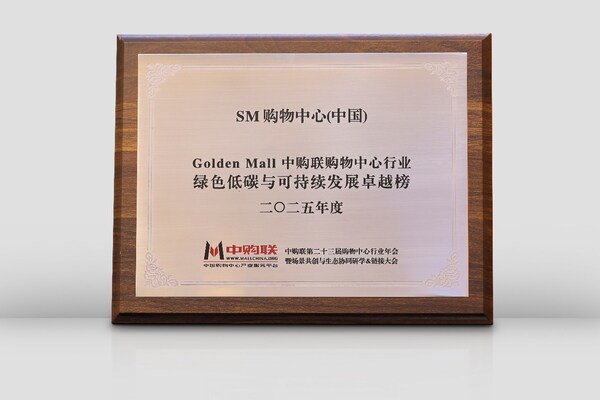 SM 购物中心(中国)
Golden Mall 中购联购物中心行业
绿色低碳与可持续发展卓越榜
二〇二五年度
中购联
WWW.MALLCHINA.ORG
中国购物中心产业服务平台
中购联第二十三届购物中心行业年会
暨场景共创与生态协同研学&链接大会